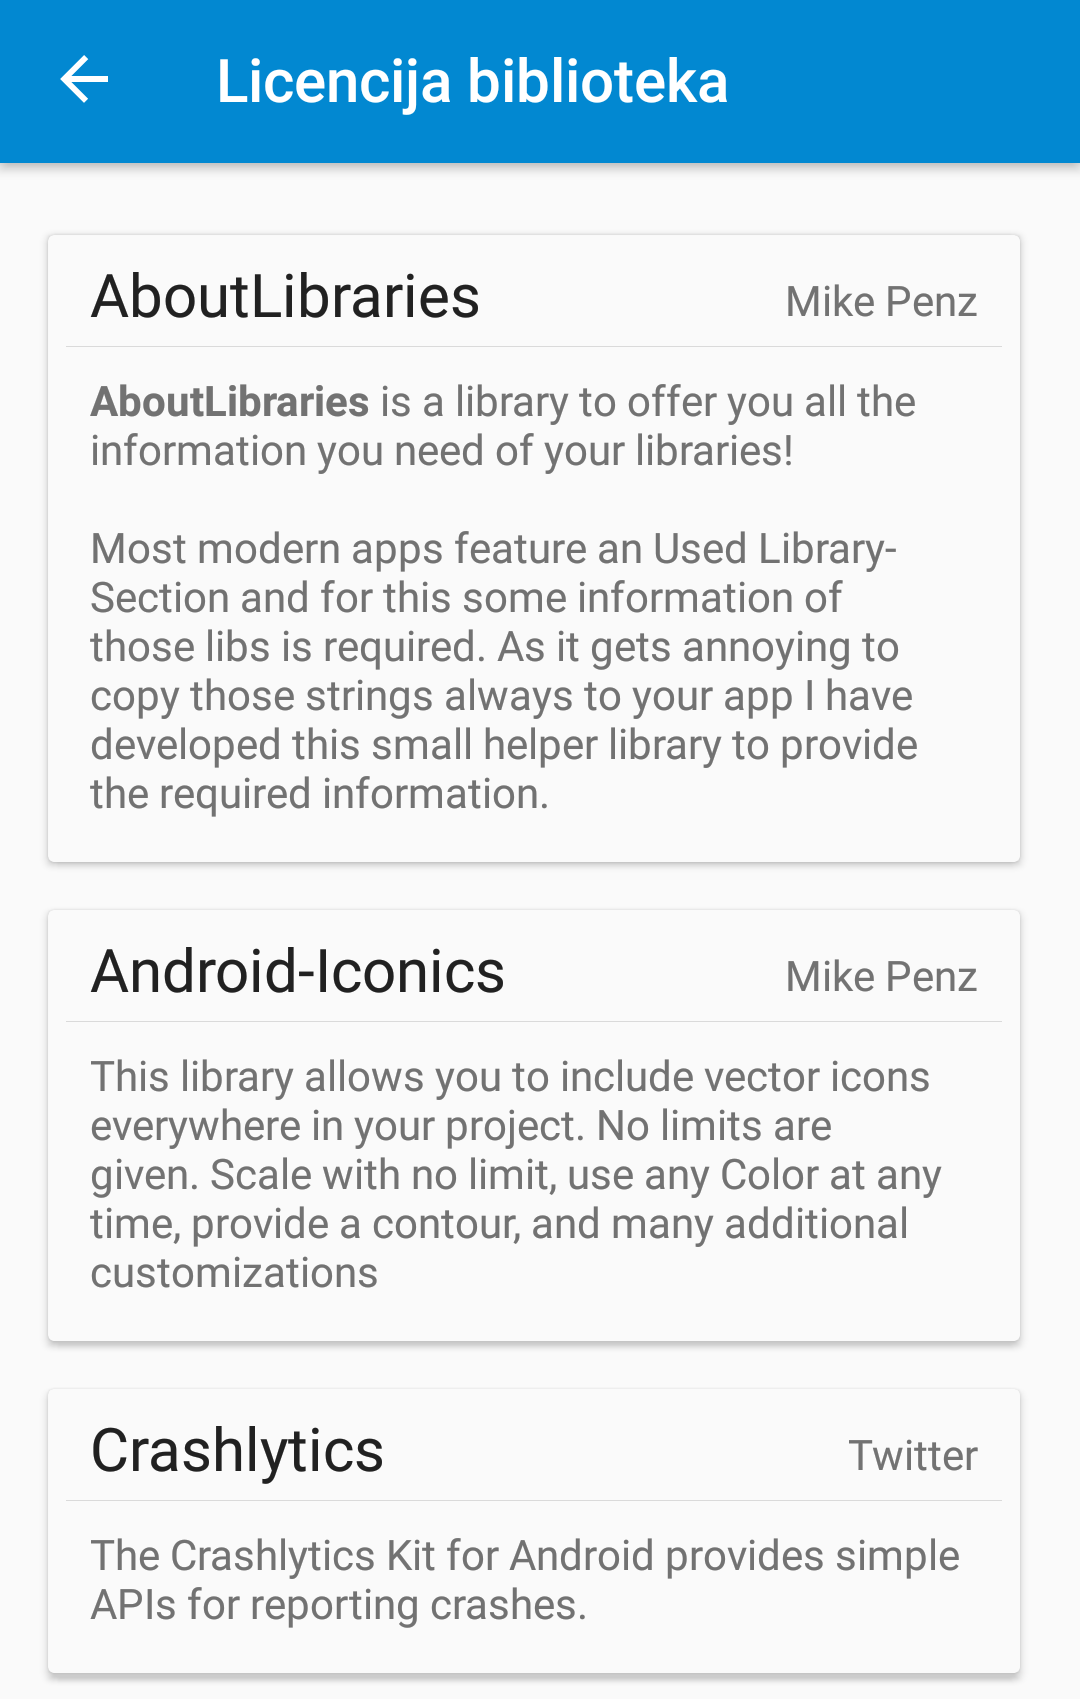 Licencija biblioteka
AboutLibraries
Mike Penz
AboutLibraries is a library to offer you all the
information you need of your libraries!
Most modern apps feature an Used Library-
Section and for this some information of
those libs is required. As it gets annoying to
copy those strings always to your app I have
developed this small helper library to provide
the required information.
Android-Iconics
Mike Penz
This library allows you to include vector icons
everywhere in your project. No limits are
given. Scale with no limit, use any Color at any
time, provide a contour, and many additional
customizations
Crashlytics
Twitter
The Crashlytics Kit for Android provides simple
APIs for reporting crashes.